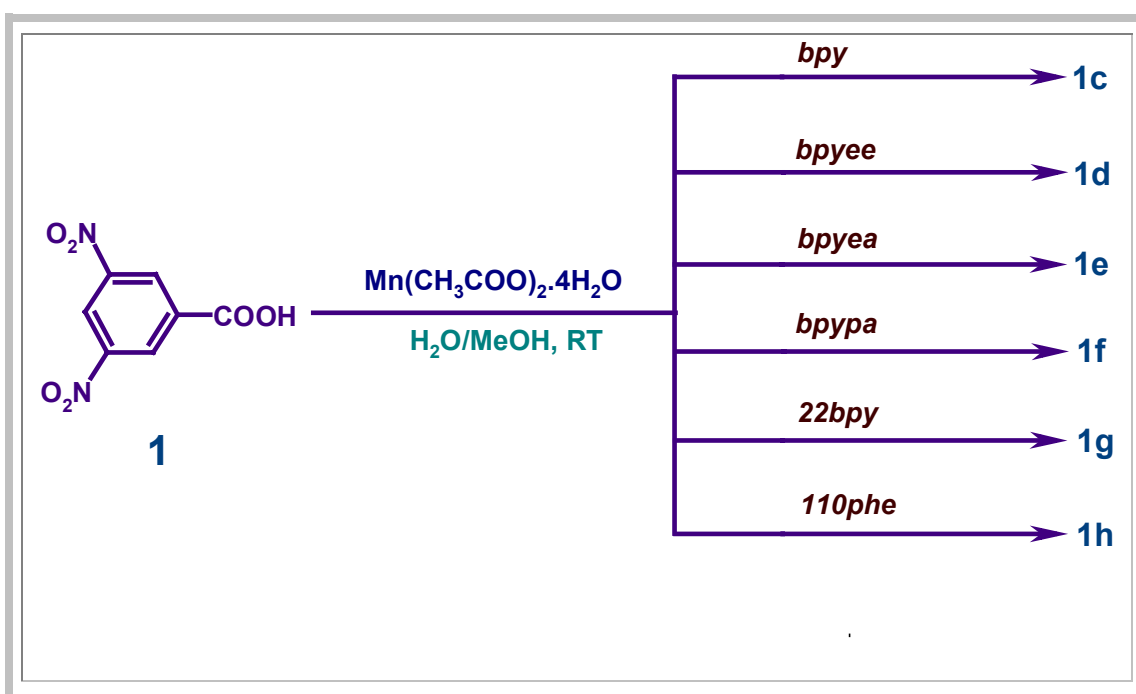 bpy
1c
bpyee
1d
bpyea
1e
bpypa
1f
22bpy
1g
110phe
1h
O2N
COOH
O2N
1
Mn(CH3COO)2.4H2O
H2O/MeOH, RT